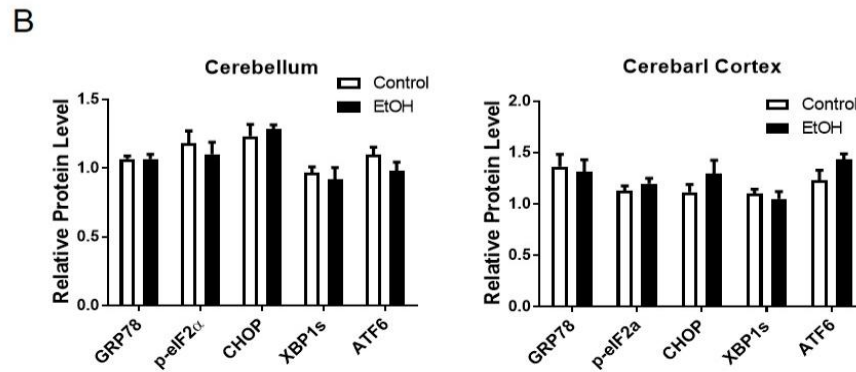 B
Cerebellum
Control
EtOH
Relative Protein Level
1.5
1.0
0.5
0.0
GRP78
p-eIF2α
CHOP
XBP1s
ATF6
Cerebarl Cortex
Control
EtOH
Relative Protein Level
2.0
1.5
1.0
0.5
0.0
GRP78
p-eIF2a
CHOP
XBP1s
ATF6